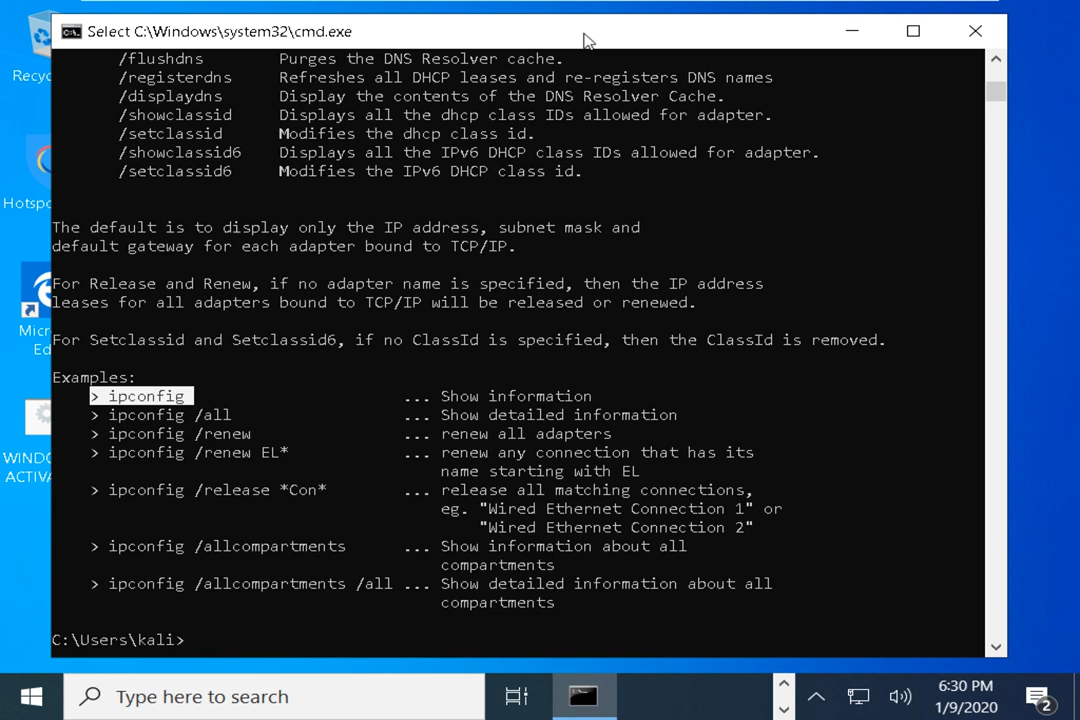 Select C:\Windows\system32\cmd.exe
/flushdns Purges the DNS Resolver cache.
/registerdns Refreshes all DHCP leases and re-registers DNS names
/displaydns Display the contents of the DNS Resolver Cache.
/showclassid Displays all the dhcp class IDs allowed for adapter.
/setclassid Modifies the dhcp class id.
/showclassid6 Displays all the IPv6 DHCP class IDs allowed for adapter.
/setclassid6 Modifies the IPv6 DHCP class id.
The default is to display only the IP address, subnet mask and
default gateway for each adapter bound to TCP/IP.
For Release and Renew, if no adapter name is specified, then the IP address
leases for all adapters bound to TCP/IP will be released or renewed.
For Setclassid and Setclassid6, if no ClassId is specified, then the ClassId is removed.
Examples:
> ipconfig ... Show information
> ipconfig /all ... Show detailed information
> ipconfig /renew ... renew all adapters
> ipconfig /renew EL* ... renew any connection that has its
name starting with EL
> ipconfig /release *Con* ... release all matching connections,
eg. "Wired Ethernet Connection 1" or
"Wired Ethernet Connection 2"
> ipconfig /allcompartments ... Show information about all
compartments
> ipconfig /allcompartments /all ... Show detailed information about all
compartments
C:\Users\kali>
Recyc
Hotspo
Micr
Ed
WINDO
ACTIVA
Type here to search
6:30 PM
1/9/2020
2